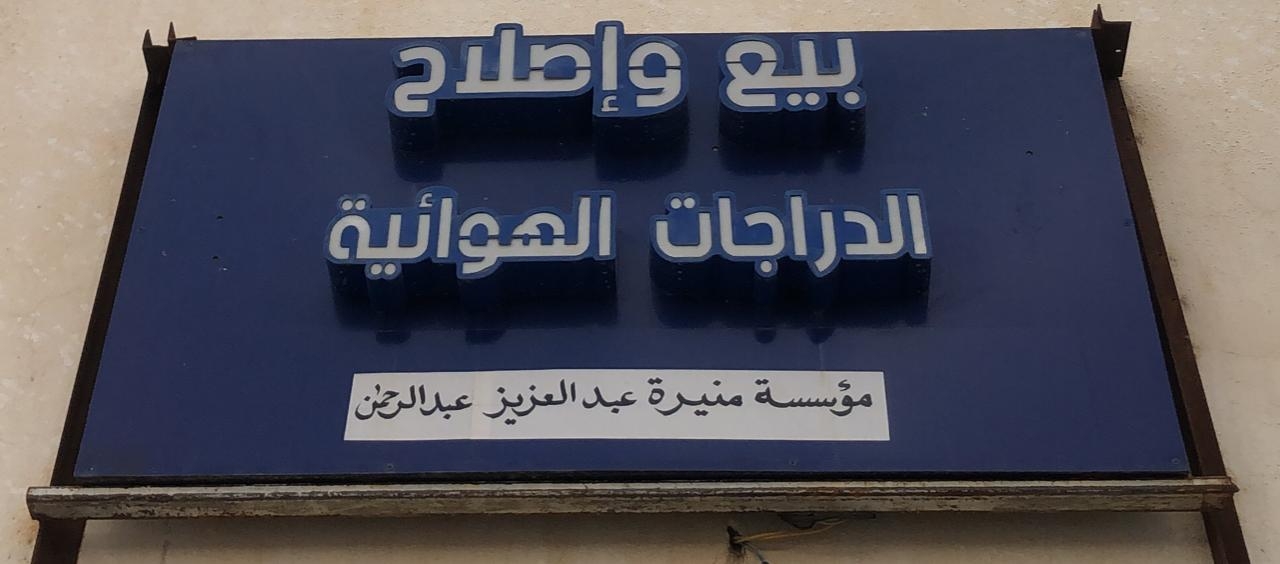 بيع وإصلاح
الدراجات الهوائية
مؤسسة منيرة عبدالعزيز عبدالرحمن